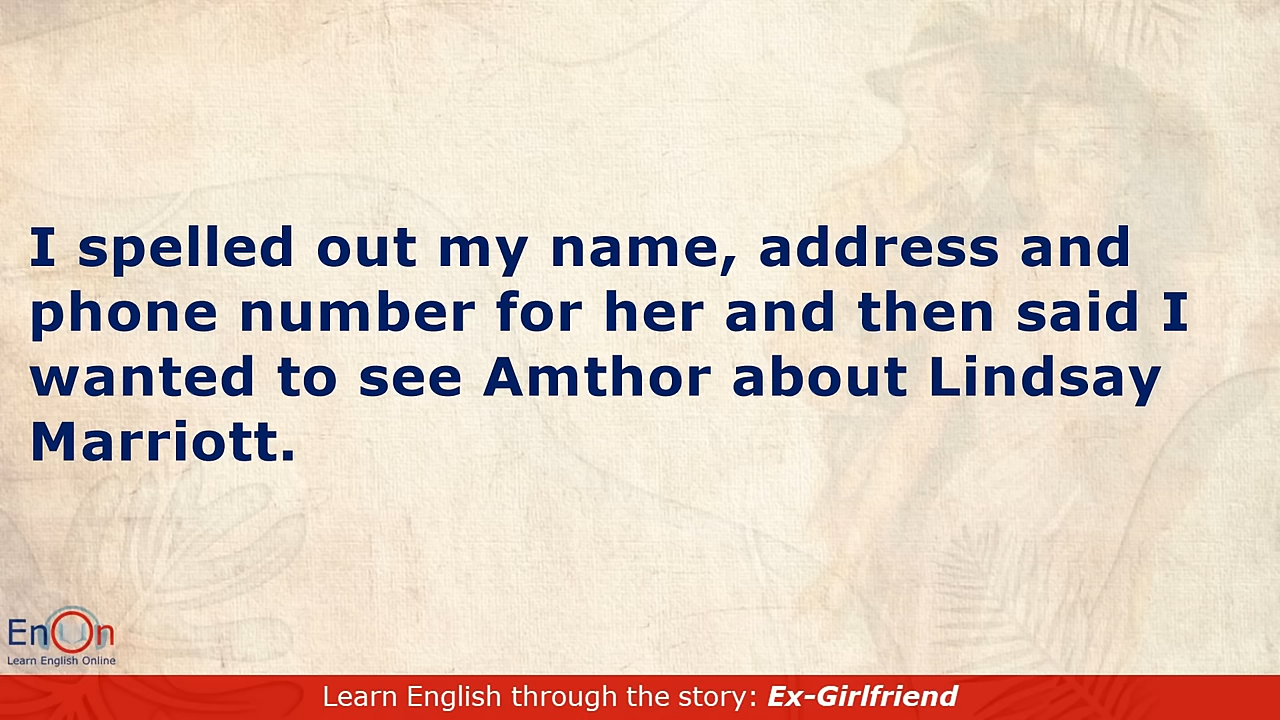 I spelled out my name, address and
phone number for her and then said I
wanted to see Amthor about Lindsay
Marriott.
EnOn
Learn English Online
Learn English through the story: Ex-Girlfriend